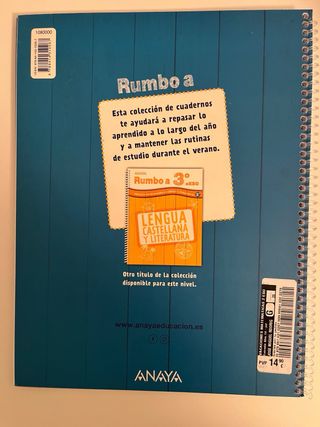 1080000
Rumbo a
Esta colección de cuadernos
te ayudará a repasar lo
aprendido a lo largo del año
y a mantener las rutinas
de estudio durante el verano.
Rumbo a 3º ESO
LENGUA
CASTELLANA
Y LITERATURA
Otro título de la colección
disponible para este nivel.
www.anayaeducacion.es
ANAYA
PVP 14
€